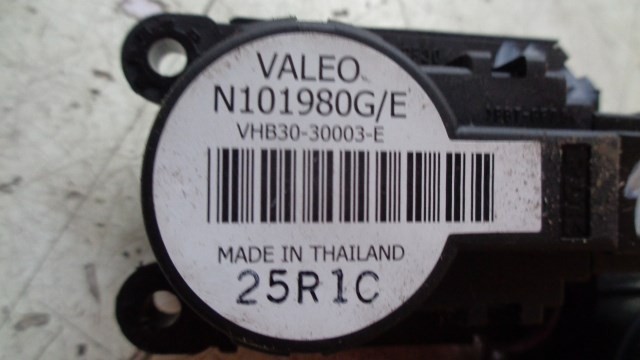 VALEO
N101980G/E
VHB30-30003-E
MADE IN THAILAND
25R1C